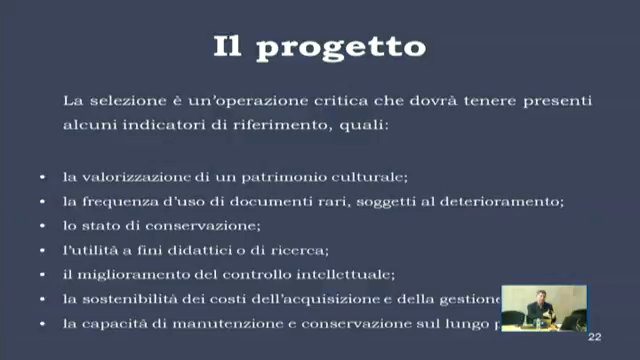 Il progetto
La selezione è un'operazione critica che dovrà tenere presenti
alcuni indicatori di riferimento, quali:
• la valorizzazione di un patrimonio culturale;
• la frequenza d'uso di documenti rari, soggetti al deterioramento;
• lo stato di conservazione;
• l'utilità a fini didattici o di ricerca;
• il miglioramento del controllo intellettuale;
• la sostenibilità dei costi dell'acquisizione e della gestione
• la capacità di manutenzione e conservazione sul lungo
22